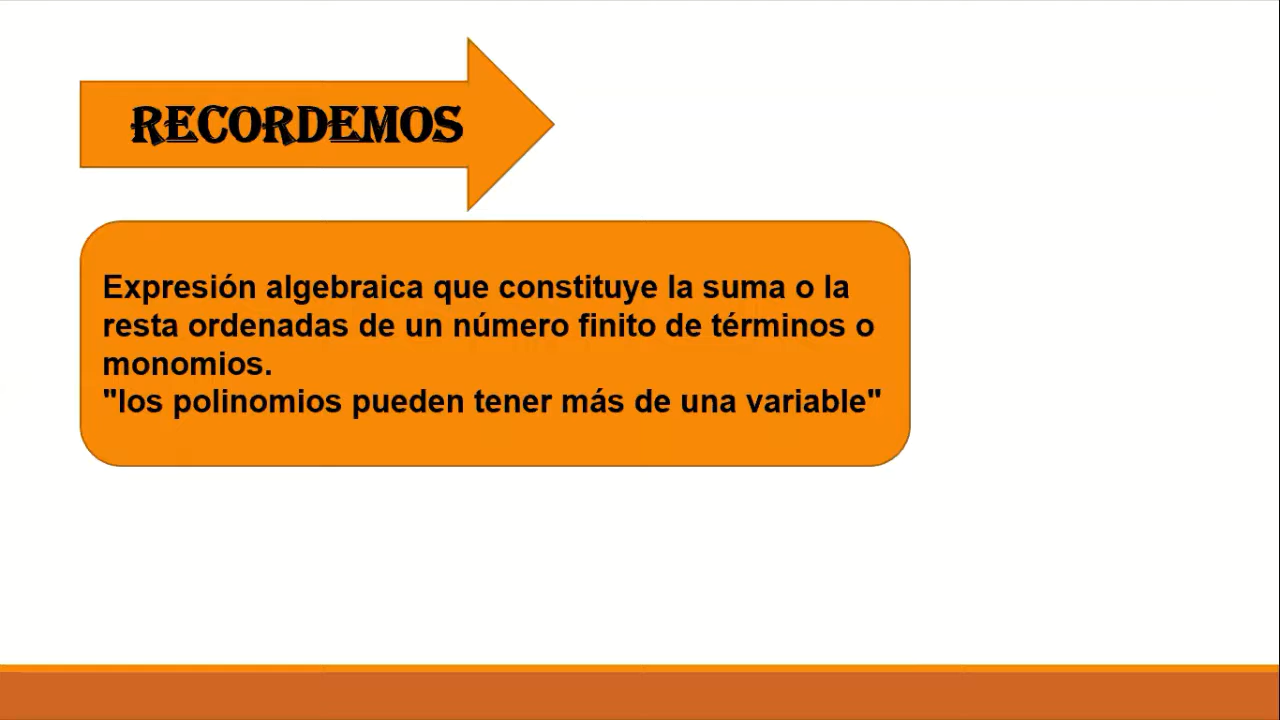 RECORDEMOS
Expresión algebraica que constituye la suma o la
resta ordenadas de un número finito de términos o
monomios.
"los polinomios pueden tener más de una variable"